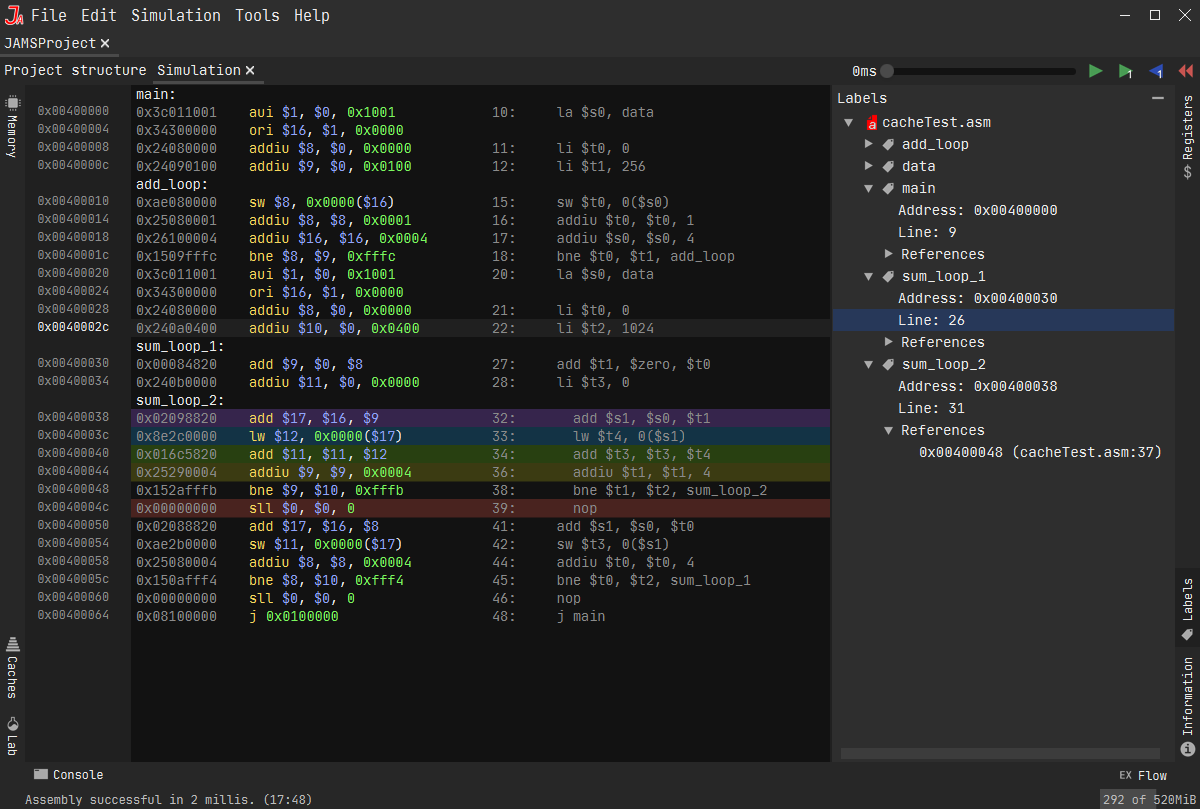 JA File Edit Simulation Tools Help
JAMSProject
Project structure Simulation 0ms 1 1
Memory
main:
0x00400000 0x3c011001 aui $1, $0, 0x1001 10: la $s0, data
0x00400004 0x34300000 ori $16, $1, 0x0000
0x00400008 0x24080000 addiu $8, $0, 0x0000 11: li $t0, 0
0x0040000c 0x24090100 addiu $9, $0, 0x0100 12: li $t1, 256
add_loop:
0x00400010 0xae080000 sw $8, 0x0000($16) 15: sw $t0, 0($s0)
0x00400014 0x25080001 addiu $8, $8, 0x0001 16: addiu $t0, $t0, 1
0x00400018 0x26100004 addiu $16, $16, 0x0004 17: addiu $s0, $s0, 4
0x0040001c 0x1509fffc bne $8, $9, 0xfffc 18: bne $t0, $t1, add_loop
0x00400020 0x3c011001 aui $1, $0, 0x1001 20: la $s0, data
0x00400024 0x34300000 ori $16, $1, 0x0000
0x00400028 0x24080000 addiu $8, $0, 0x0000 21: li $t0, 0
0x0040002c 0x240a0400 addiu $10, $0, 0x0400 22: li $t2, 1024
sum_loop_1:
0x00400030 0x00084820 add $9, $0, $8 27: add $t1, $zero, $t0
0x00400034 0x240b0000 addiu $11, $0, 0x0000 28: li $t3, 0
sum_loop_2:
0x00400038 0x02098820 add $17, $16, $9 32: add $s1, $s0, $t1
0x0040003c 0x8e2c0000 lw $12, 0x0000($17) 33: lw $t4, 0($s1)
0x00400040 0x016c5820 add $11, $11, $12 34: add $t3, $t3, $t4
0x00400044 0x25290004 addiu $9, $9, 0x0004 36: addiu $t1, $t1, 4
0x00400048 0x152afffb bne $9, $10, 0xfffb 38: bne $t1, $t2, sum_loop_2
0x0040004c 0x00000000 sll $0, $0, 0 39: nop
0x00400050 0x02088820 add $17, $16, $8 41: add $s1, $s0, $t0
0x00400054 0xae2b0000 sw $11, 0x0000($17) 42: sw $t3, 0($s1)
0x00400058 0x25080004 addiu $8, $8, 0x0004 44: addiu $t0, $t0, 4
0x0040005c 0x150afff4 bne $8, $10, 0xfff4 45: bne $t0, $t2, sum_loop_1
0x00400060 0x00000000 sll $0, $0, 0 46: nop
0x00400064 0x08100000 j 0x0100000 48: j main
Caches
Lab
Labels
a cacheTest.asm
add_loop
data
main
Address: 0x00400000
Line: 9
References
sum_loop_1
Address: 0x00400030
Line: 26
References
sum_loop_2
Address: 0x00400038
Line: 31
References
0x00400048 (cacheTest.asm:37)
Registers $
Labels
Information i
Console EX Flow
Assembly successful in 2 millis. (17:48) 292 of 520MiB